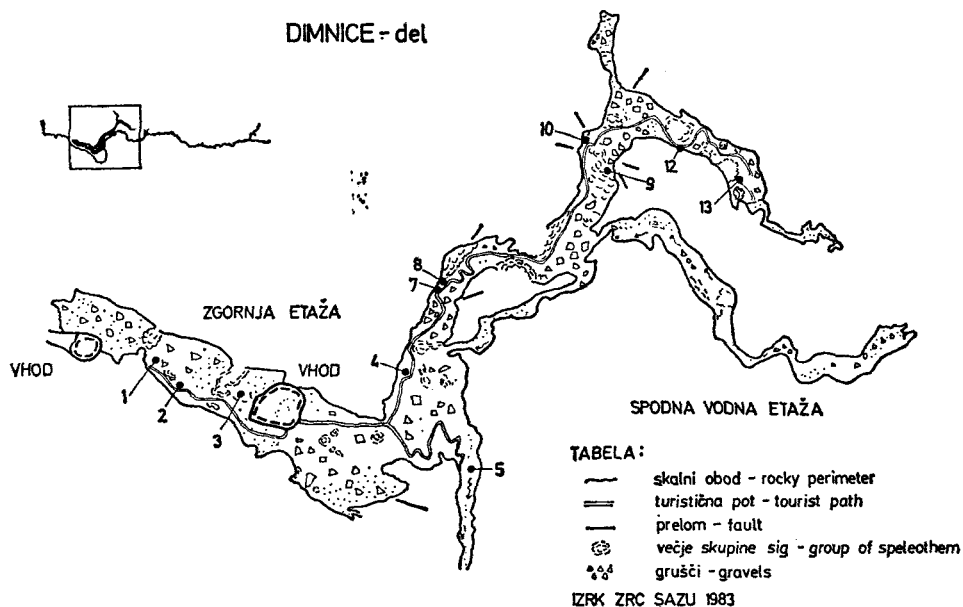 DIMNICE - del
10
12
9
13
8
7
ZGORNJA ETAŽA
VHOD
VHOD
4
1
2
3
SPODNA VODNA ETAŽA
5
TABELA :
skalni obod - rocky perimeter
turistična pot - tourist path
prelom - fault
večje skupine sig - group of speleothem
grušči - gravels
IZRK ZRC SAZU 1983